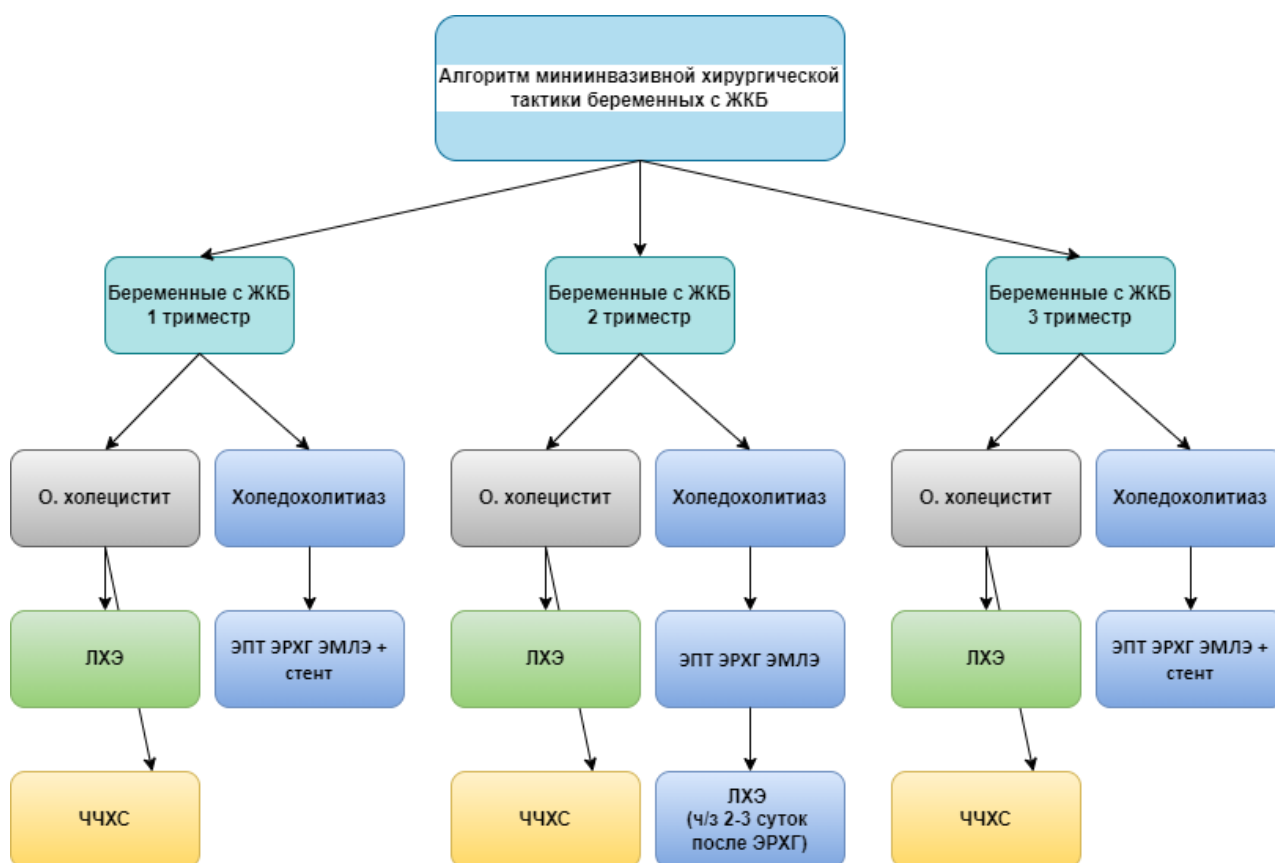 Алгоритм миниинвазивной хирургической
тактики беременных с ЖКБ
Беременные с ЖКБ
1 триместр
Беременные с ЖКБ
2 триместр
Беременные с ЖКБ
3 триместр
О. холецистит
Холедохолитиаз
О. холецистит
Холедохолитиаз
О. холецистит
Холедохолитиаз
ЛХЭ
ЭПТ ЭРХГ ЭМЛЭ +
стент
ЛХЭ
ЭПТ ЭРХГ ЭМЛЭ
ЛХЭ
ЭПТ ЭРХГ ЭМЛЭ +
стент
ЧЧХС
ЧЧХС
ЛХЭ
(ч/з 2-3 суток
после ЭРХГ)
ЧЧХС